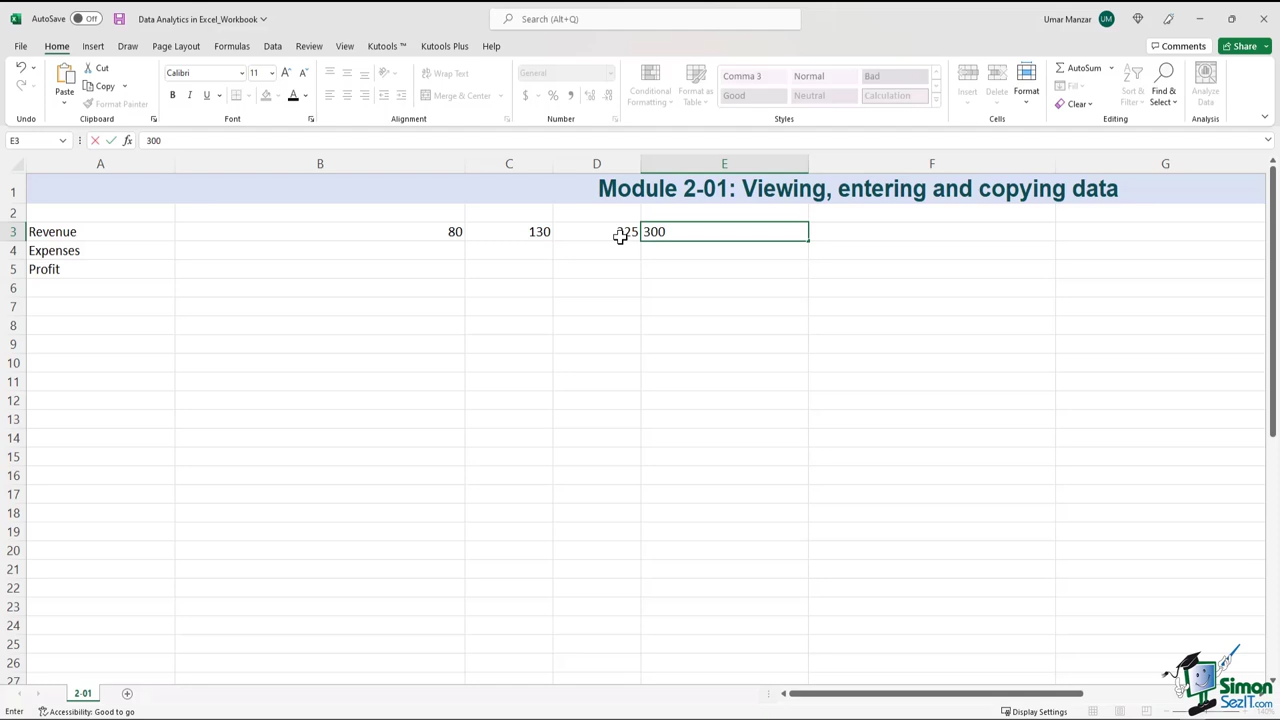 AutoSave Off Data Analytics in Excel_Workbook Search (Alt+Q) Umar Manzar UM
File Home Insert Draw Page Layout Formulas Data Review View Kutools ™ Kutools Plus Help Comments Share
Cut Calibri 11 A A Wrap Text General Comma 3 Normal Bad AutoSum
Copy Fill
Paste Format Painter B I U A Merge & Center $ % Conditional Formatting Format as Table Good Neutral Calculation Insert Delete Format Clear Sort & Filter Find & Select Analyze Data
Undo Clipboard Font Alignment Number Styles Cells Editing Analysis
E3 fx 300
A B C D E F G
1 Module 2-01: Viewing, entering and copying data
2
3 Revenue 80 130 300
4 Expenses
5 Profit
6
7
8
9
10
11
12
13
14
15
16
17
18
19
20
21
22
23
24
25
26
27
2-01
Enter Accessibility: Good to go Display Settings 140%
Simon
SezIT.com